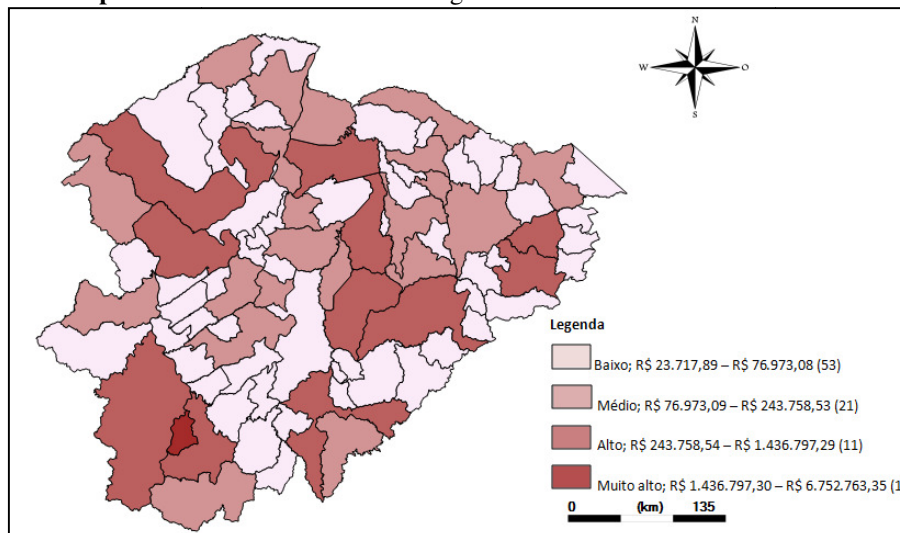 N
W O
S
Legenda
Baixo; R$ 23.717,89 – R$ 76.973,08 (53)
Médio; R$ 76.973,09 – R$ 243.758,53 (21)
Alto; R$ 243.758,54 – R$ 1.436.797,29 (11)
Muito alto; R$ 1.436.797,30 – R$ 6.752.763,35 (1
0 (km) 135